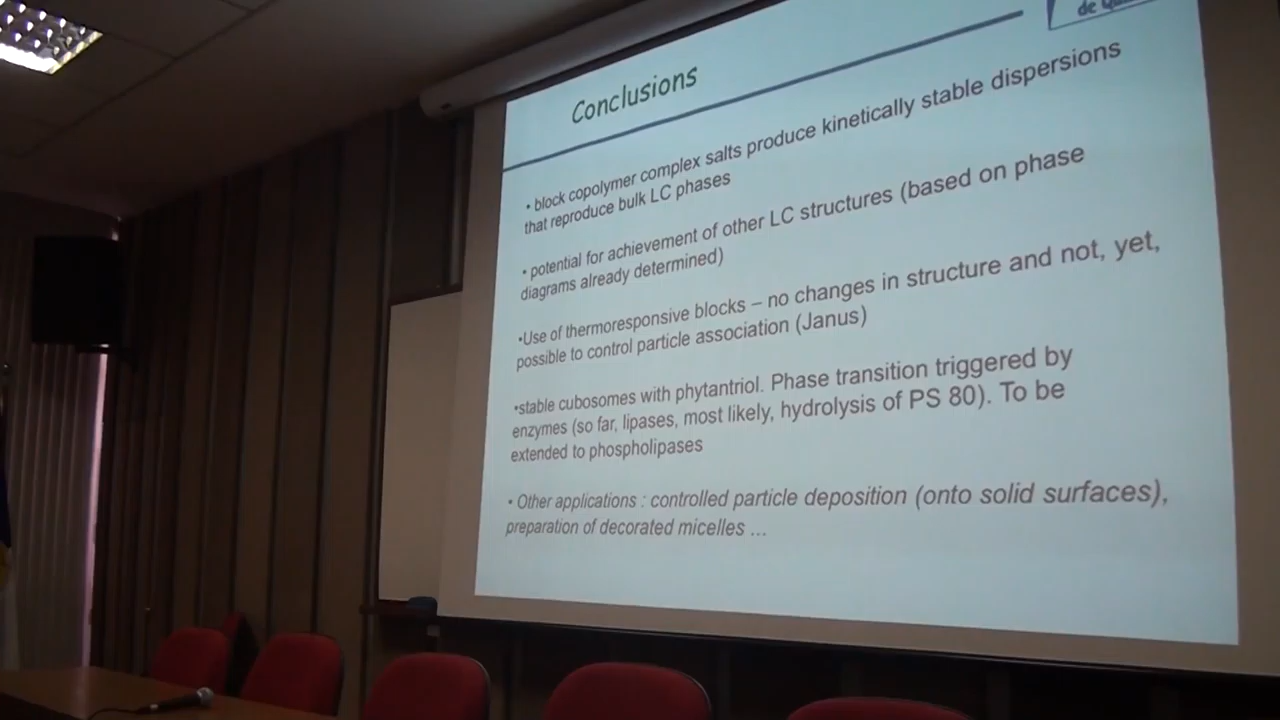 de
Conclusions
• block copolymer complex salts produce kinetically stable dispersions
that reproduce bulk LC phases
• potential for achievement of other LC structures (based on phase
diagrams already determined)
•Use of thermoresponsive blocks – no changes in structure and not, yet,
possible to control particle association (Janus)
•stable cubosomes with phytantriol. Phase transition triggered by
enzymes (so far, lipases, most likely, hydrolysis of PS 80). To be
extended to phospholipases
• Other applications : controlled particle deposition (onto solid surfaces),
preparation of decorated micelles ...